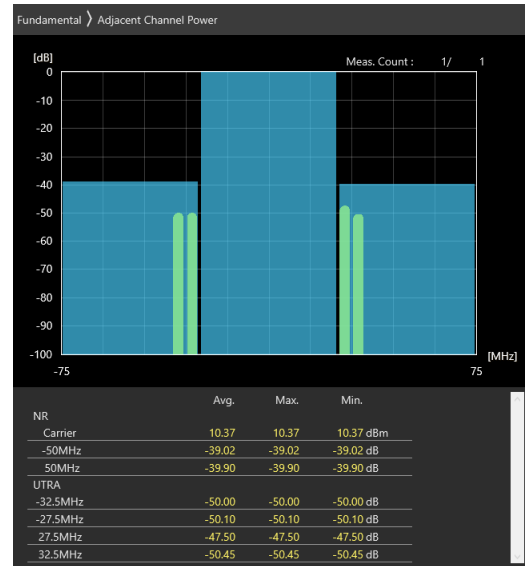 Fundamental 〉 Adjacent Channel Power
[dB]
Meas. Count : 1/ 1
0
-10
-20
-30
-40
-50
-60
-70
-80
-90
-100
[MHz]
-75 75
Avg. Max. Min.
NR
Carrier 10.37 10.37 10.37 dBm
-50MHz -39.02 -39.02 -39.02 dB
50MHz -39.90 -39.90 -39.90 dB
UTRA
-32.5MHz -50.00 -50.00 -50.00 dB
-27.5MHz -50.10 -50.10 -50.10 dB
27.5MHz -47.50 -47.50 -47.50 dB
32.5MHz -50.45 -50.45 -50.45 dB